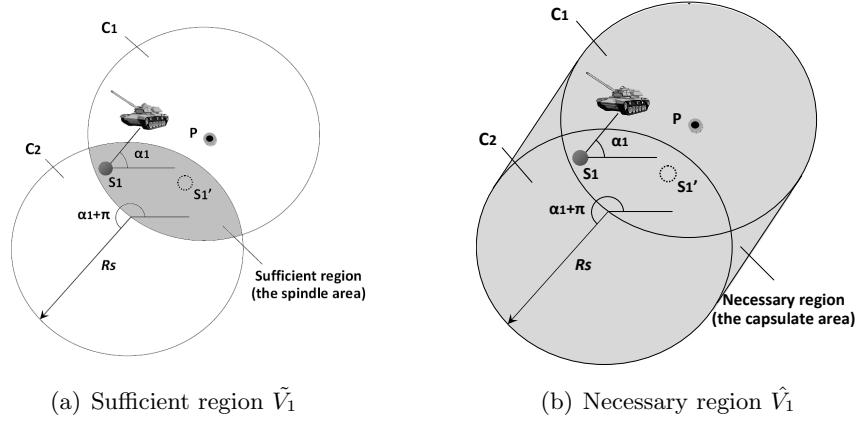 C1
P
α1
C2
S1
S1'
α1+π
Rs
Sufficient region
(the spindle area)
(a) Sufficient region Ṽ₁
C1
P
C2
α1
S1
S1'
α1+π
Rs
Necessary region
(the capsulate area)
(b) Necessary region V̂₁